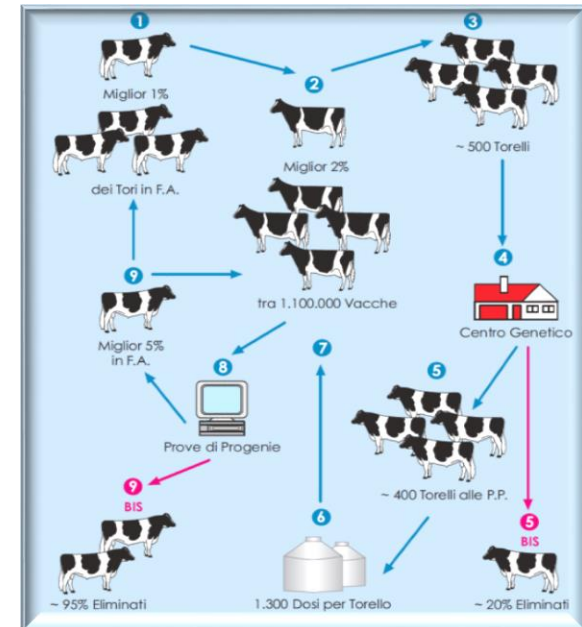 1
Miglior 1%
dei Tori in F.A.
2
Miglior 2%
tra 1.100.000 Vacche
3
~ 500 Torelli
4
Centro Genetico
5
~ 400 Torelli alle P.P.
5
BIS
~ 20% Eliminati
6
1.300 Dosi per Torello
7
8
Prove di Progenie
9
Miglior 5%
in F.A.
9
BIS
~ 95% Eliminati